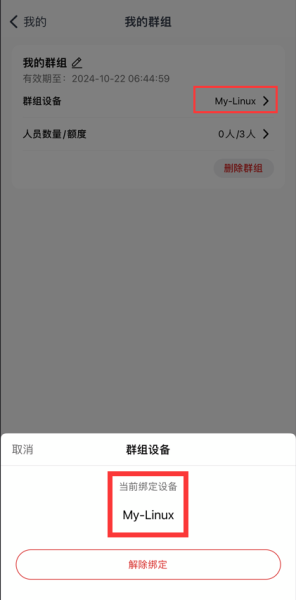 我的 我的群组
我的群组
有效期至：2024-10-22 06:44:59
群组设备 My-Linux
人员数量/额度 0人/3人
删除群组
取消 群组设备
当前绑定设备
My-Linux
解除绑定